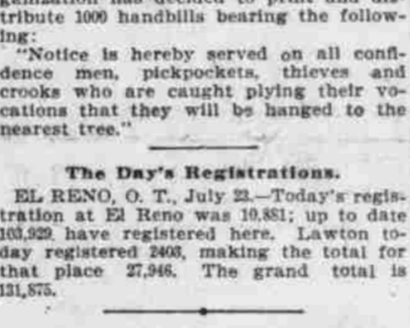 ganization has decided to print and dis-
tribute 1000 handbills bearing the follow-
ing:
"Notice is hereby served on all confi-
dence men, pickpockets, thieves and
crooks who are caught plying their vo-
cations that they will be hanged to the
nearest tree."
The Day's Registrations.
EL RENO, O. T., July 23.—Today's regis-
tration at El Reno was 10,881; up to date
103,929 have registered here. Lawton to-
day registered 2403, making the total for
that place 27,946. The grand total is
131,875.